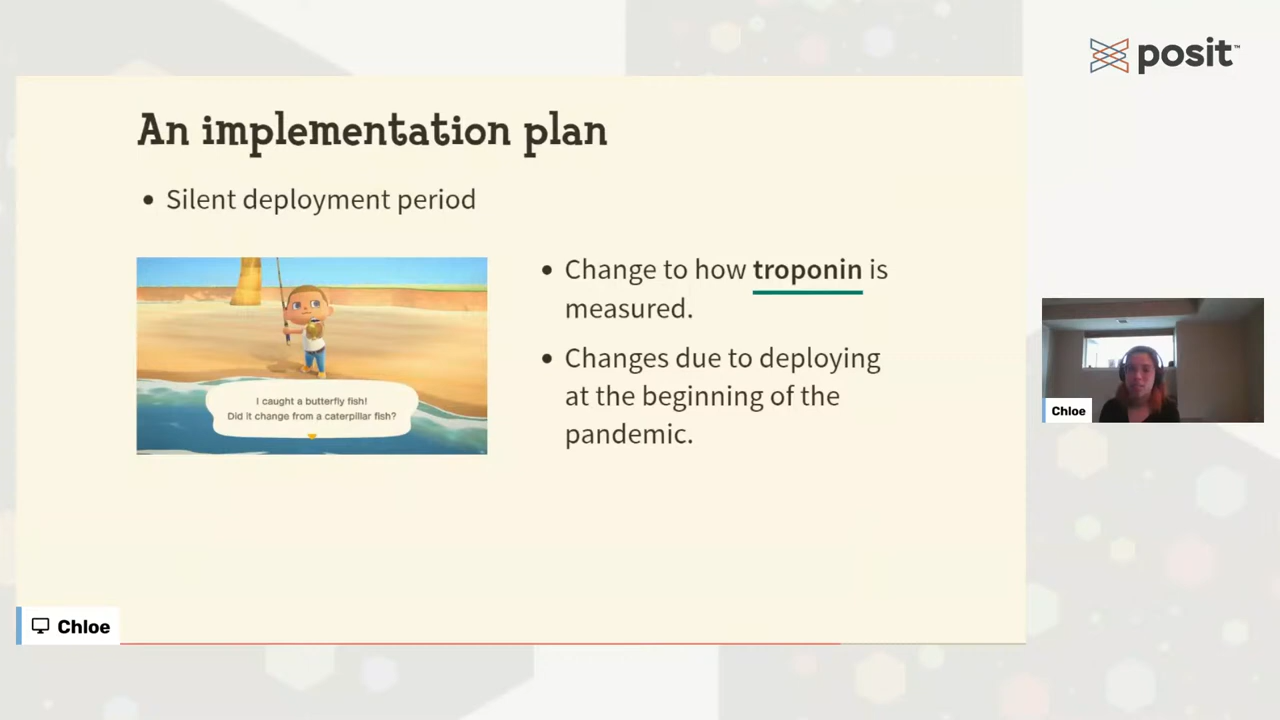 posit™
An implementation plan
• Silent deployment period
I caught a butterfly fish!
Did it change from a caterpillar fish?
• Change to how troponin is
measured.
• Changes due to deploying
at the beginning of the
pandemic.
Chloe
Chloe